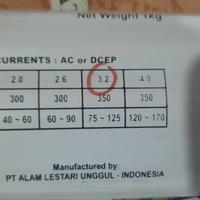 Net Weight 1kg
CURRENTS : AC or DCEP
2.0 2.6 3.2 4.0
300 300 350 350
40 - 60 60 - 90 75 - 125 120 - 170
Manufactured by:
PT ALAM LESTARI UNGGUL - INDONESIA